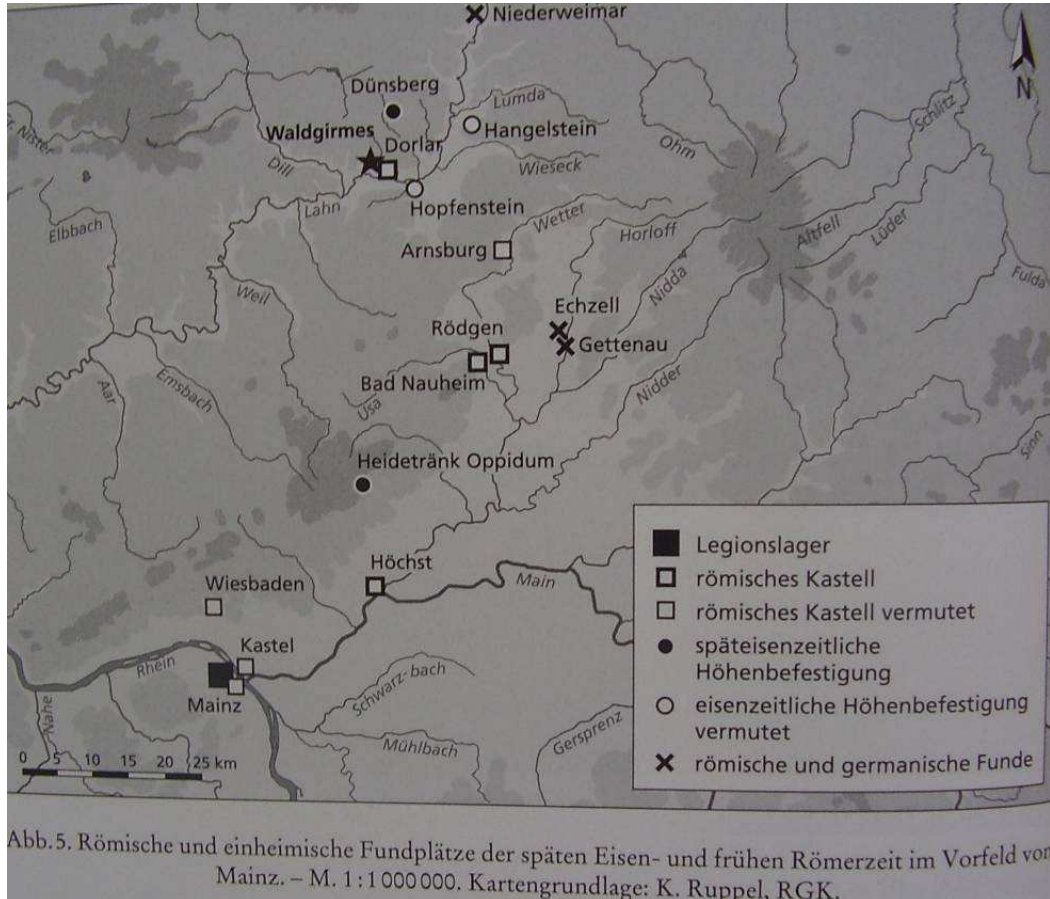 Niederweimar
N
Dünsberg
Lumda
Hangelstein
Schlitz
Nister
Waldgirmes
Dorlar
Ohm
Dill
Wieseck
Lahn
Hopfenstein
Wetter
Elbbach
Arnsburg
Horloff
Altfell
Lüder
Weil
Nidda
Fulda
Echzell
Rödgen
Gettenau
Bad Nauheim
Nidder
Aar
Emsbach
Usa
Sinn
Heidetränk Oppidum
Höchst
Main
Wiesbaden
Kastel
Rhein
Mainz
Schwarz-bach
Nahe
Mühlbach
Gersprenz
0 5 10 15 20 25 km
Legionslager
römisches Kastell
römisches Kastell vermutet
späteisenzeitliche
Höhenbefestigung
eisenzeitliche Höhenbefestigung
vermutet
römische und germanische Funde
Abb.5. Römische und einheimische Fundplätze der späten Eisen- und frühen Römerzeit im Vorfeld von
Mainz. – M. 1:1 000 000. Kartengrundlage: K. Ruppel, RGK.